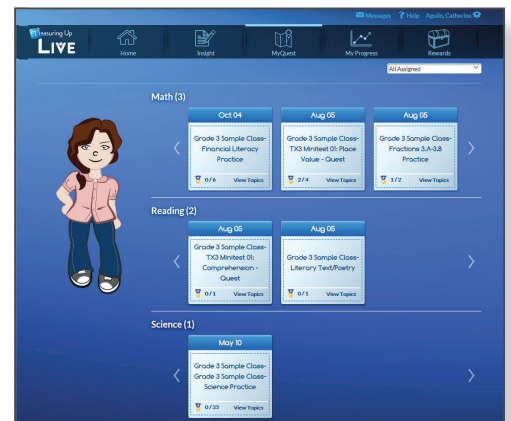 Messages ? Help Aguilo, Catherine
Measuring Up
LIVE
Home
Insight
MyQuest
My Progress
Rewards
All Assigned
Math (3)
Oct 04
Grade 3 Sample Class-
Financial Literacy
Practice
0/6 View Topics
Aug 05
Grade 3 Sample Class-
TX3 Minitest 01: Place
Value - Quest
2/4 View Topics
Aug 05
Grade 3 Sample Class-
Fractions 3.A-3.B
Practice
1/2 View Topics
Reading (2)
Aug 05
Grade 3 Sample Class-
TX3 Minitest 01:
Comprehension -
Quest
0/1 View Topics
Aug 05
Grade 3 Sample Class-
Literary Text/Poetry
0/1 View Topics
Science (1)
May 10
Grade 3 Sample Class-
Grade 3 Sample Class-
Science Practice
0/35 View Topics